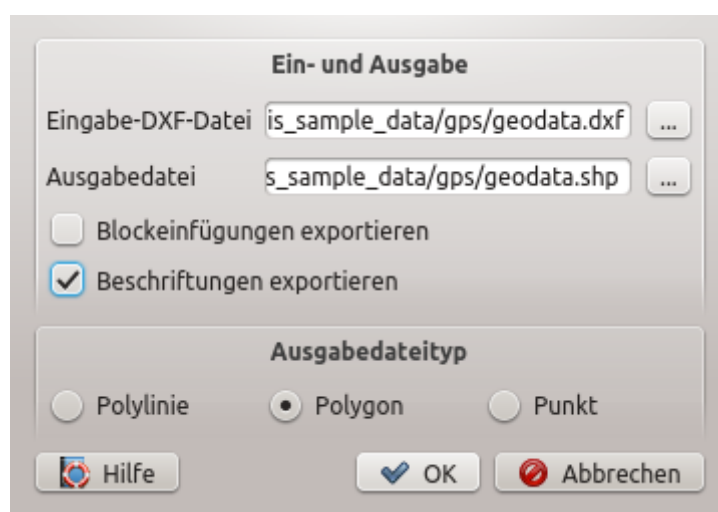 Ein- und Ausgabe
Eingabe-DXF-Datei is_sample_data/gps/geodata.dxf ...
Ausgabedatei s_sample_data/gps/geodata.shp ...
Blockeinfügungen exportieren
Beschriftungen exportieren
Ausgabedateityp
Polylinie Polygon Punkt
Hilfe OK Abbrechen